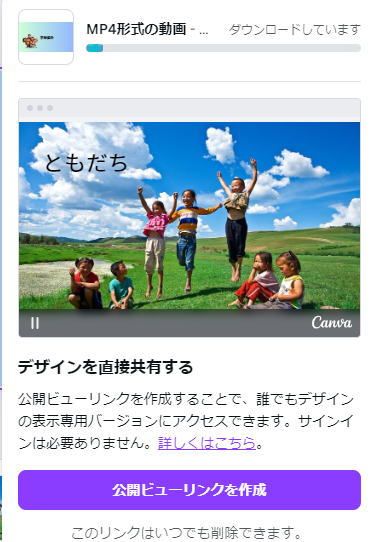 MP4形式の動画 - ...
ダウンロードしています
ともだち
Canva
デザインを直接共有する
公開ビューリンクを作成することで、誰でもデザイン
の表示専用バージョンにアクセスできます。サインイ
ンは必要ありません。詳しくはこちら。
公開ビューリンクを作成
このリンクはいつでも削除できます。